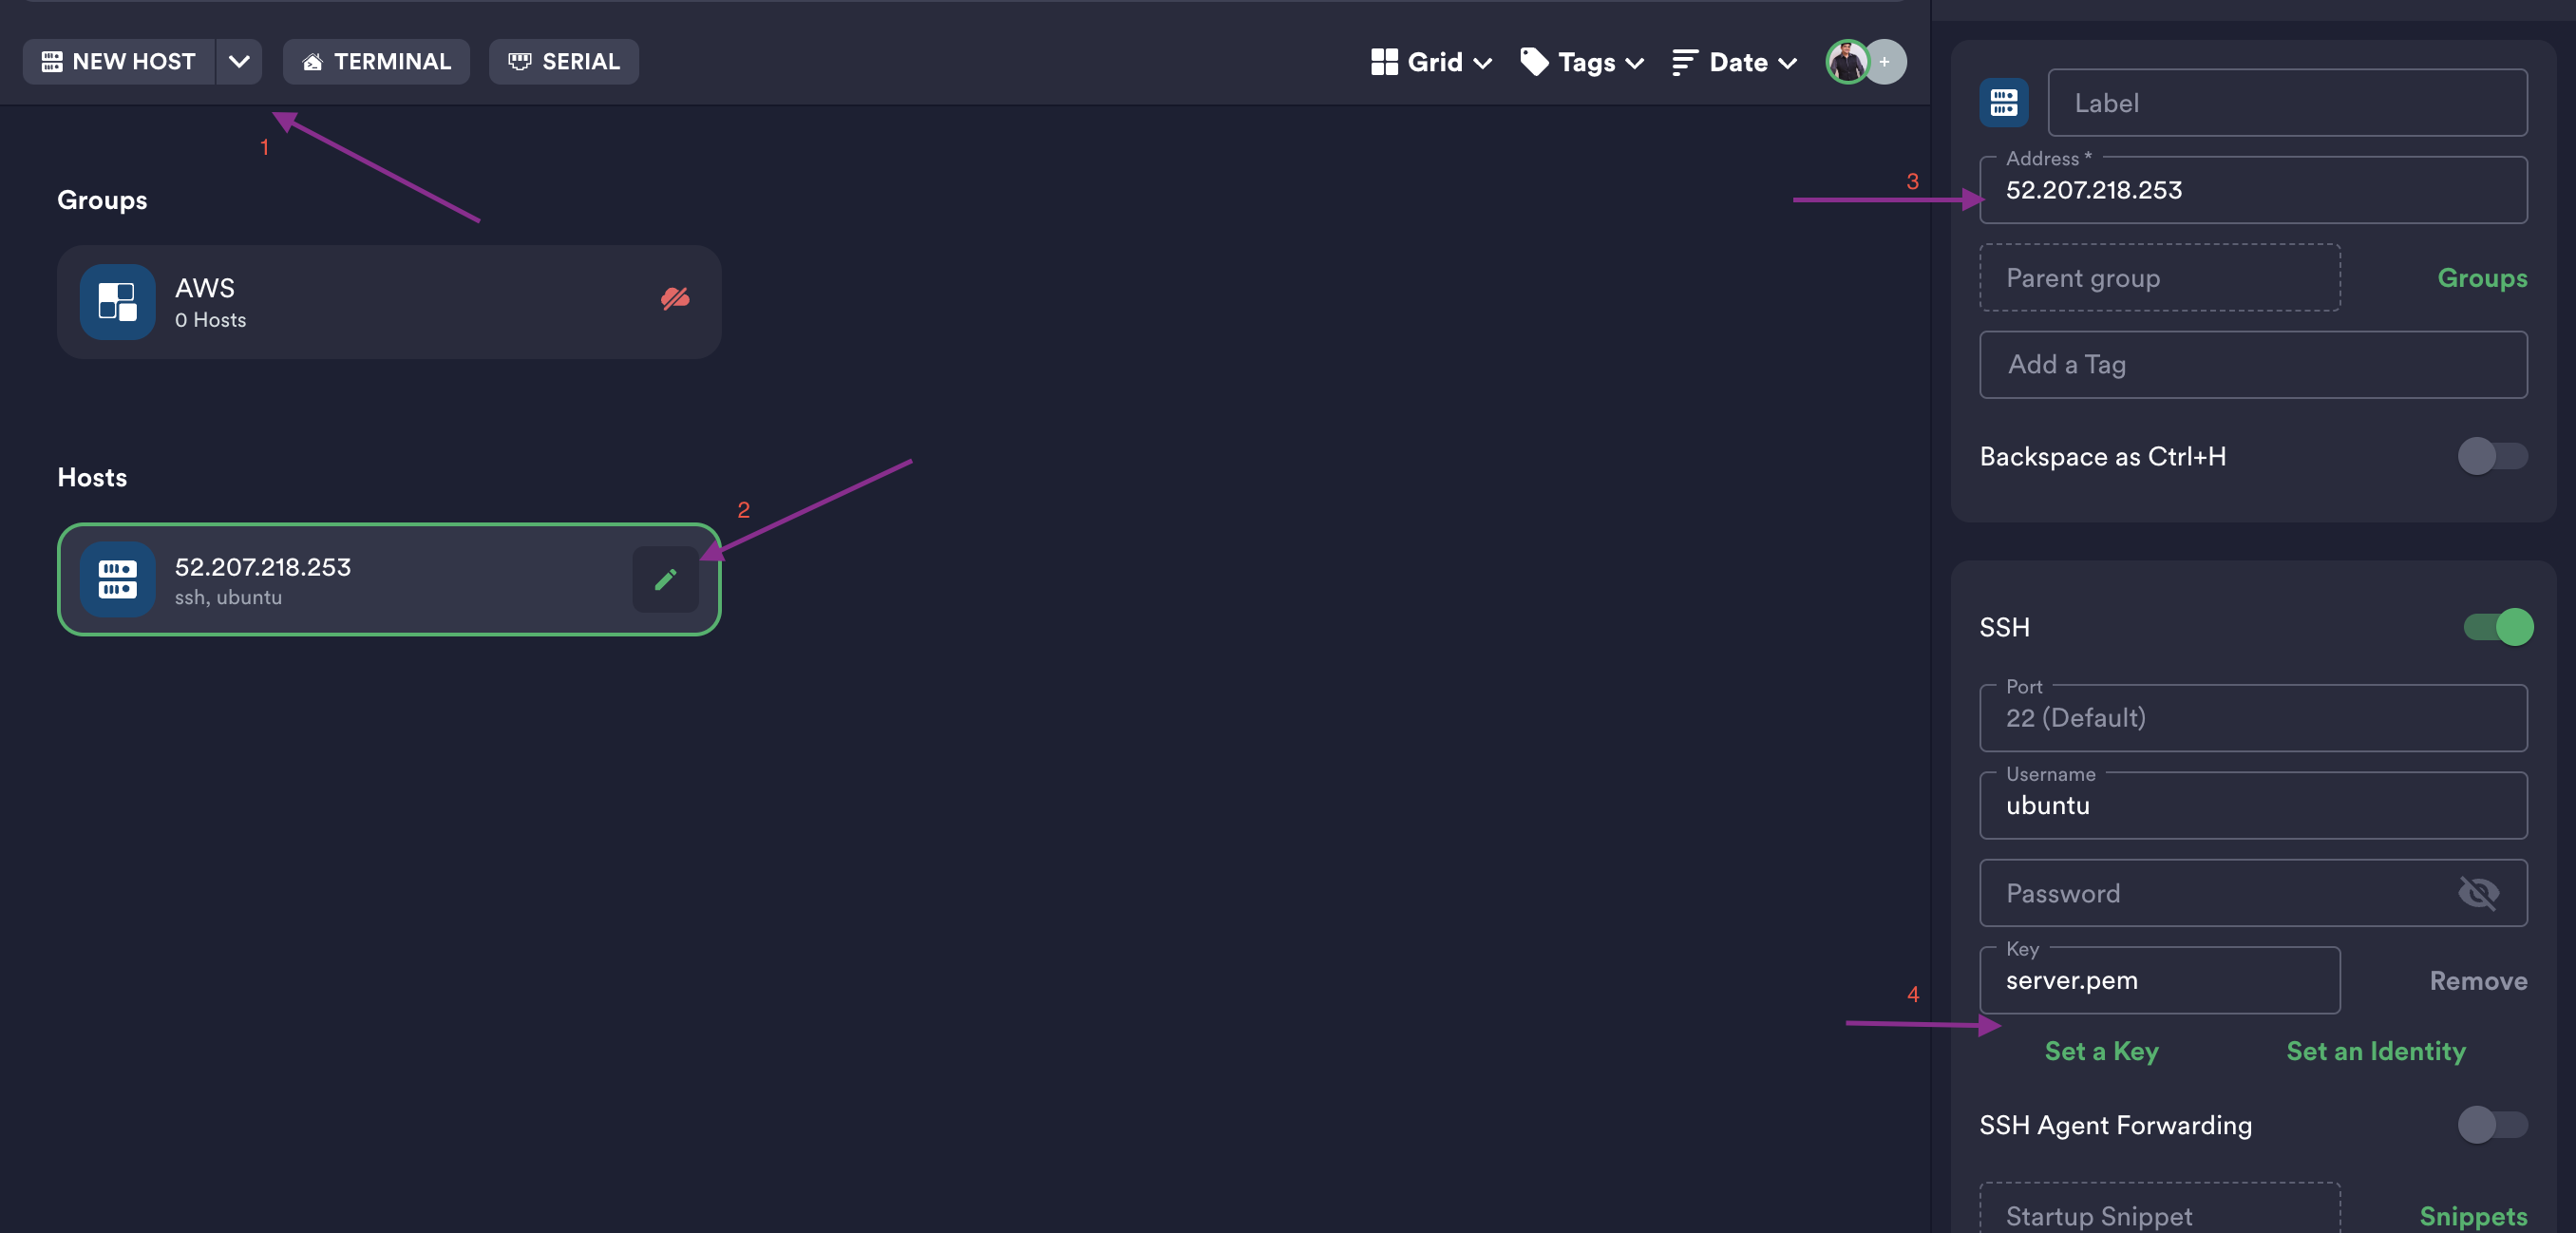 NEW HOST
TERMINAL
SERIAL
Grid
Tags
Date
+
1
Groups
AWS
0 Hosts
Hosts
2
52.207.218.253
ssh, ubuntu
Label
3
Address *
52.207.218.253
Parent group
Groups
Add a Tag
Backspace as Ctrl+H
SSH
Port
22 (Default)
Username
ubuntu
Password
Key
server.pem
Remove
4
Set a Key
Set an Identity
SSH Agent Forwarding
Startup Snippet
Snippets